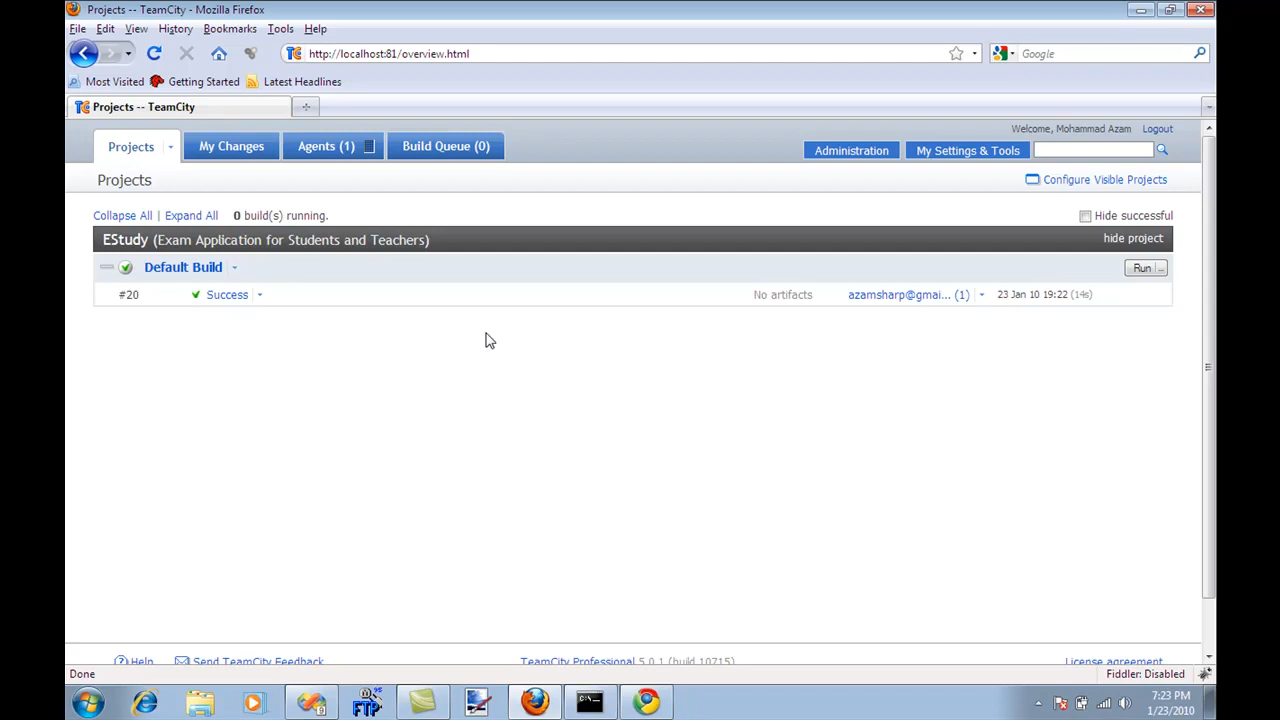 Projects -- TeamCity - Mozilla Firefox
File Edit View History Bookmarks Tools Help
http://localhost:81/overview.html
Google
Most Visited Getting Started Latest Headlines
Projects -- TeamCity
Welcome, Mohammad Azam Logout
Projects My Changes Agents (1) Build Queue (0)
Administration My Settings & Tools
Projects
Configure Visible Projects
Collapse All | Expand All 0 build(s) running.
Hide successful
EStudy (Exam Application for Students and Teachers)
hide project
Default Build
Run ...
#20 Success No artifacts azamsharp@gmai... (1) 23 Jan 10 19:22 (14s)
Help Send TeamCity Feedback TeamCity Professional 5.0.1 (build 10715) License agreement
Done
Fiddler: Disabled
FTP
7:23 PM
1/23/2010